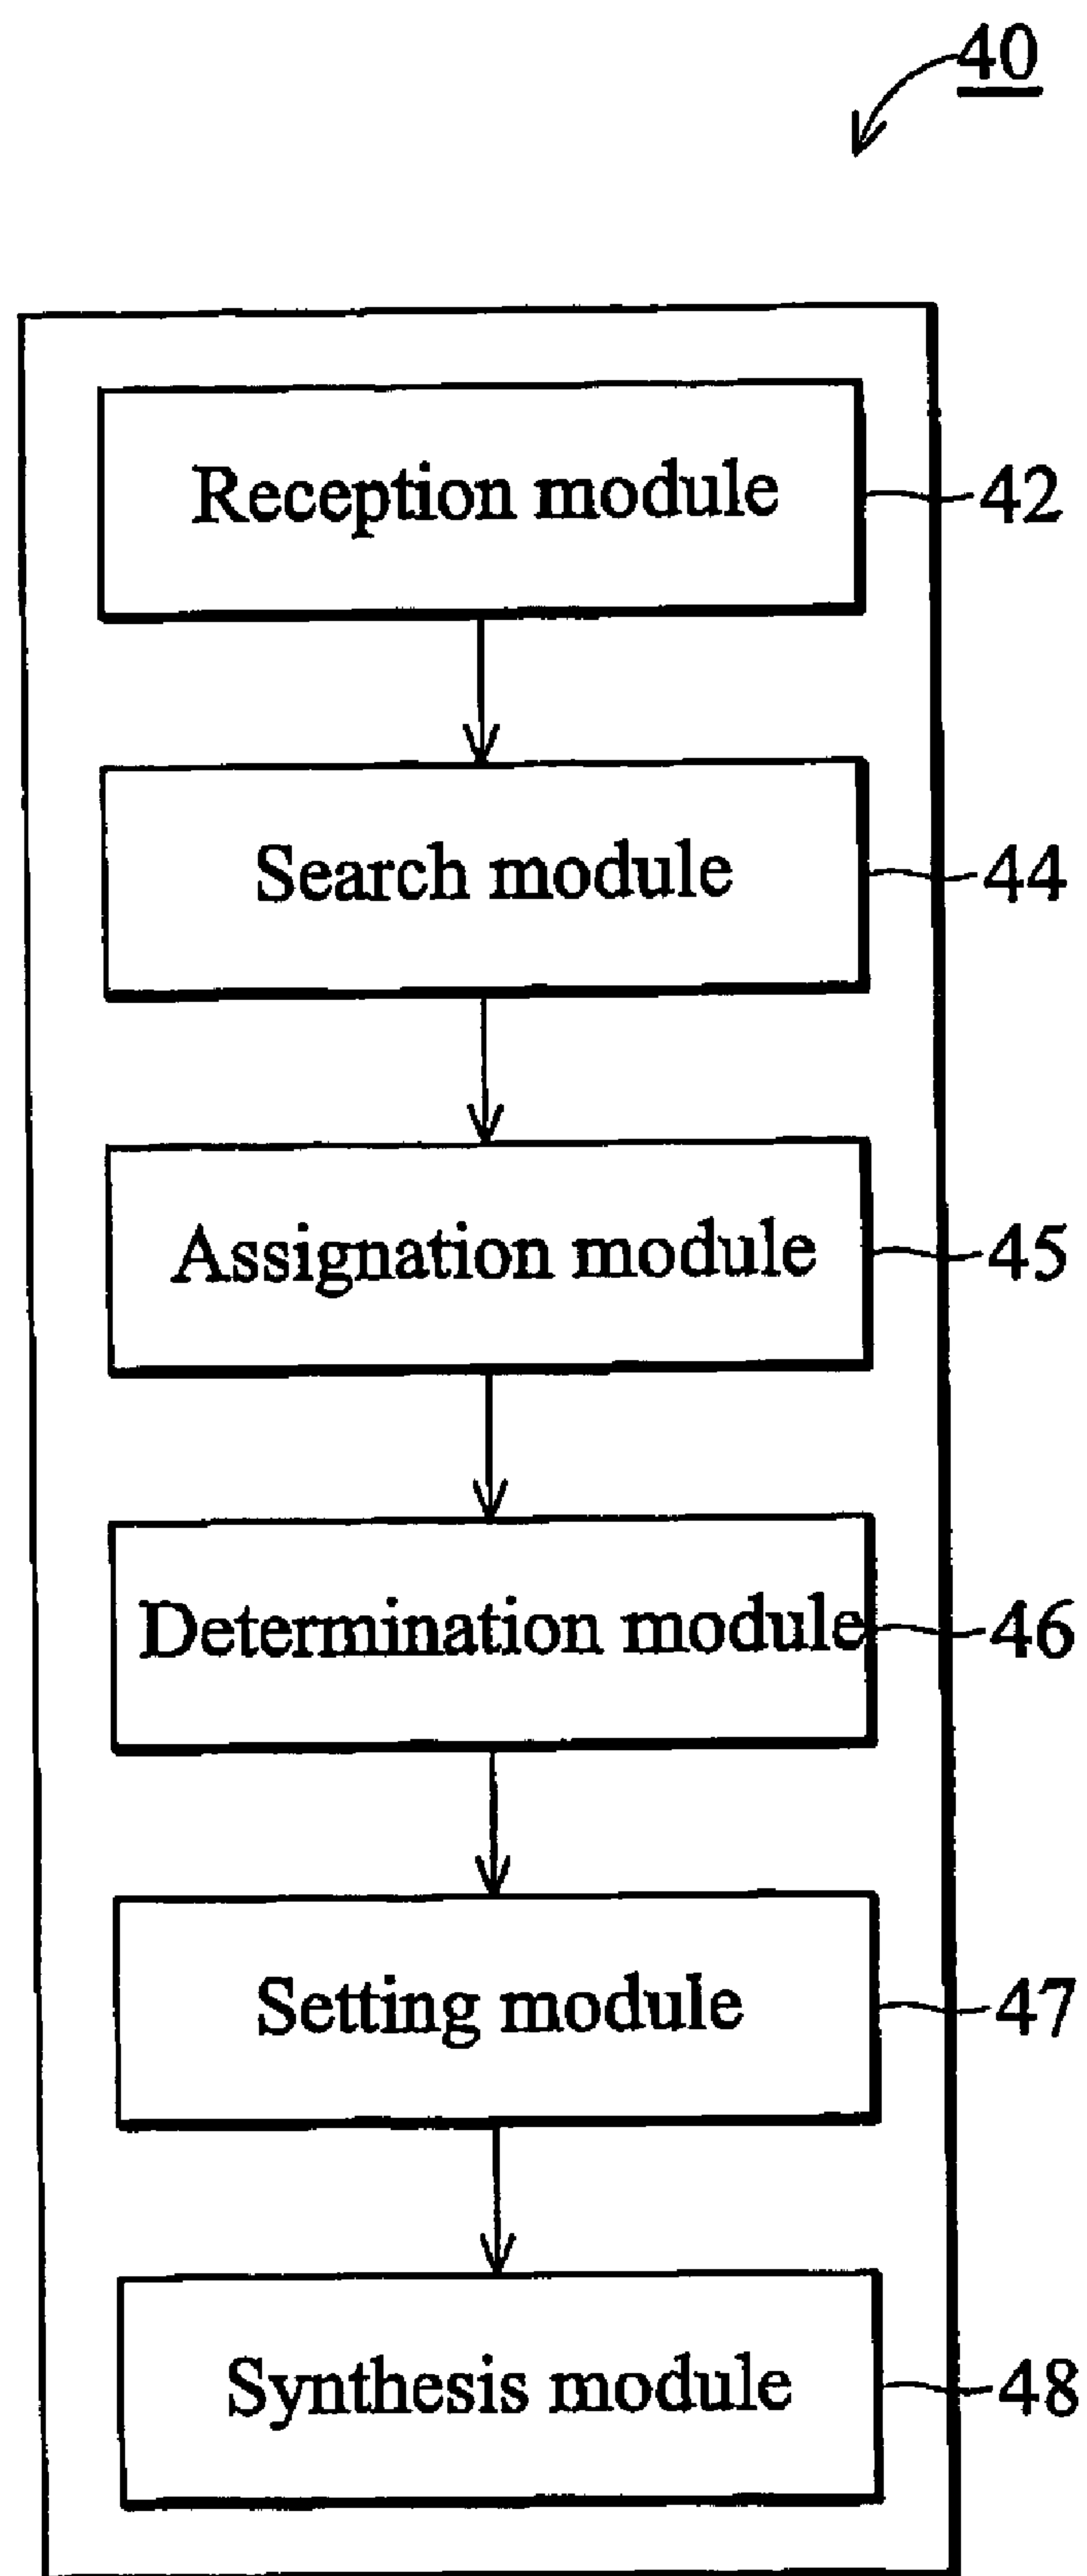 40
Reception module
42
Search module
44
Assignation module
45
Determination module
46
Setting module
47
Synthesis module
48